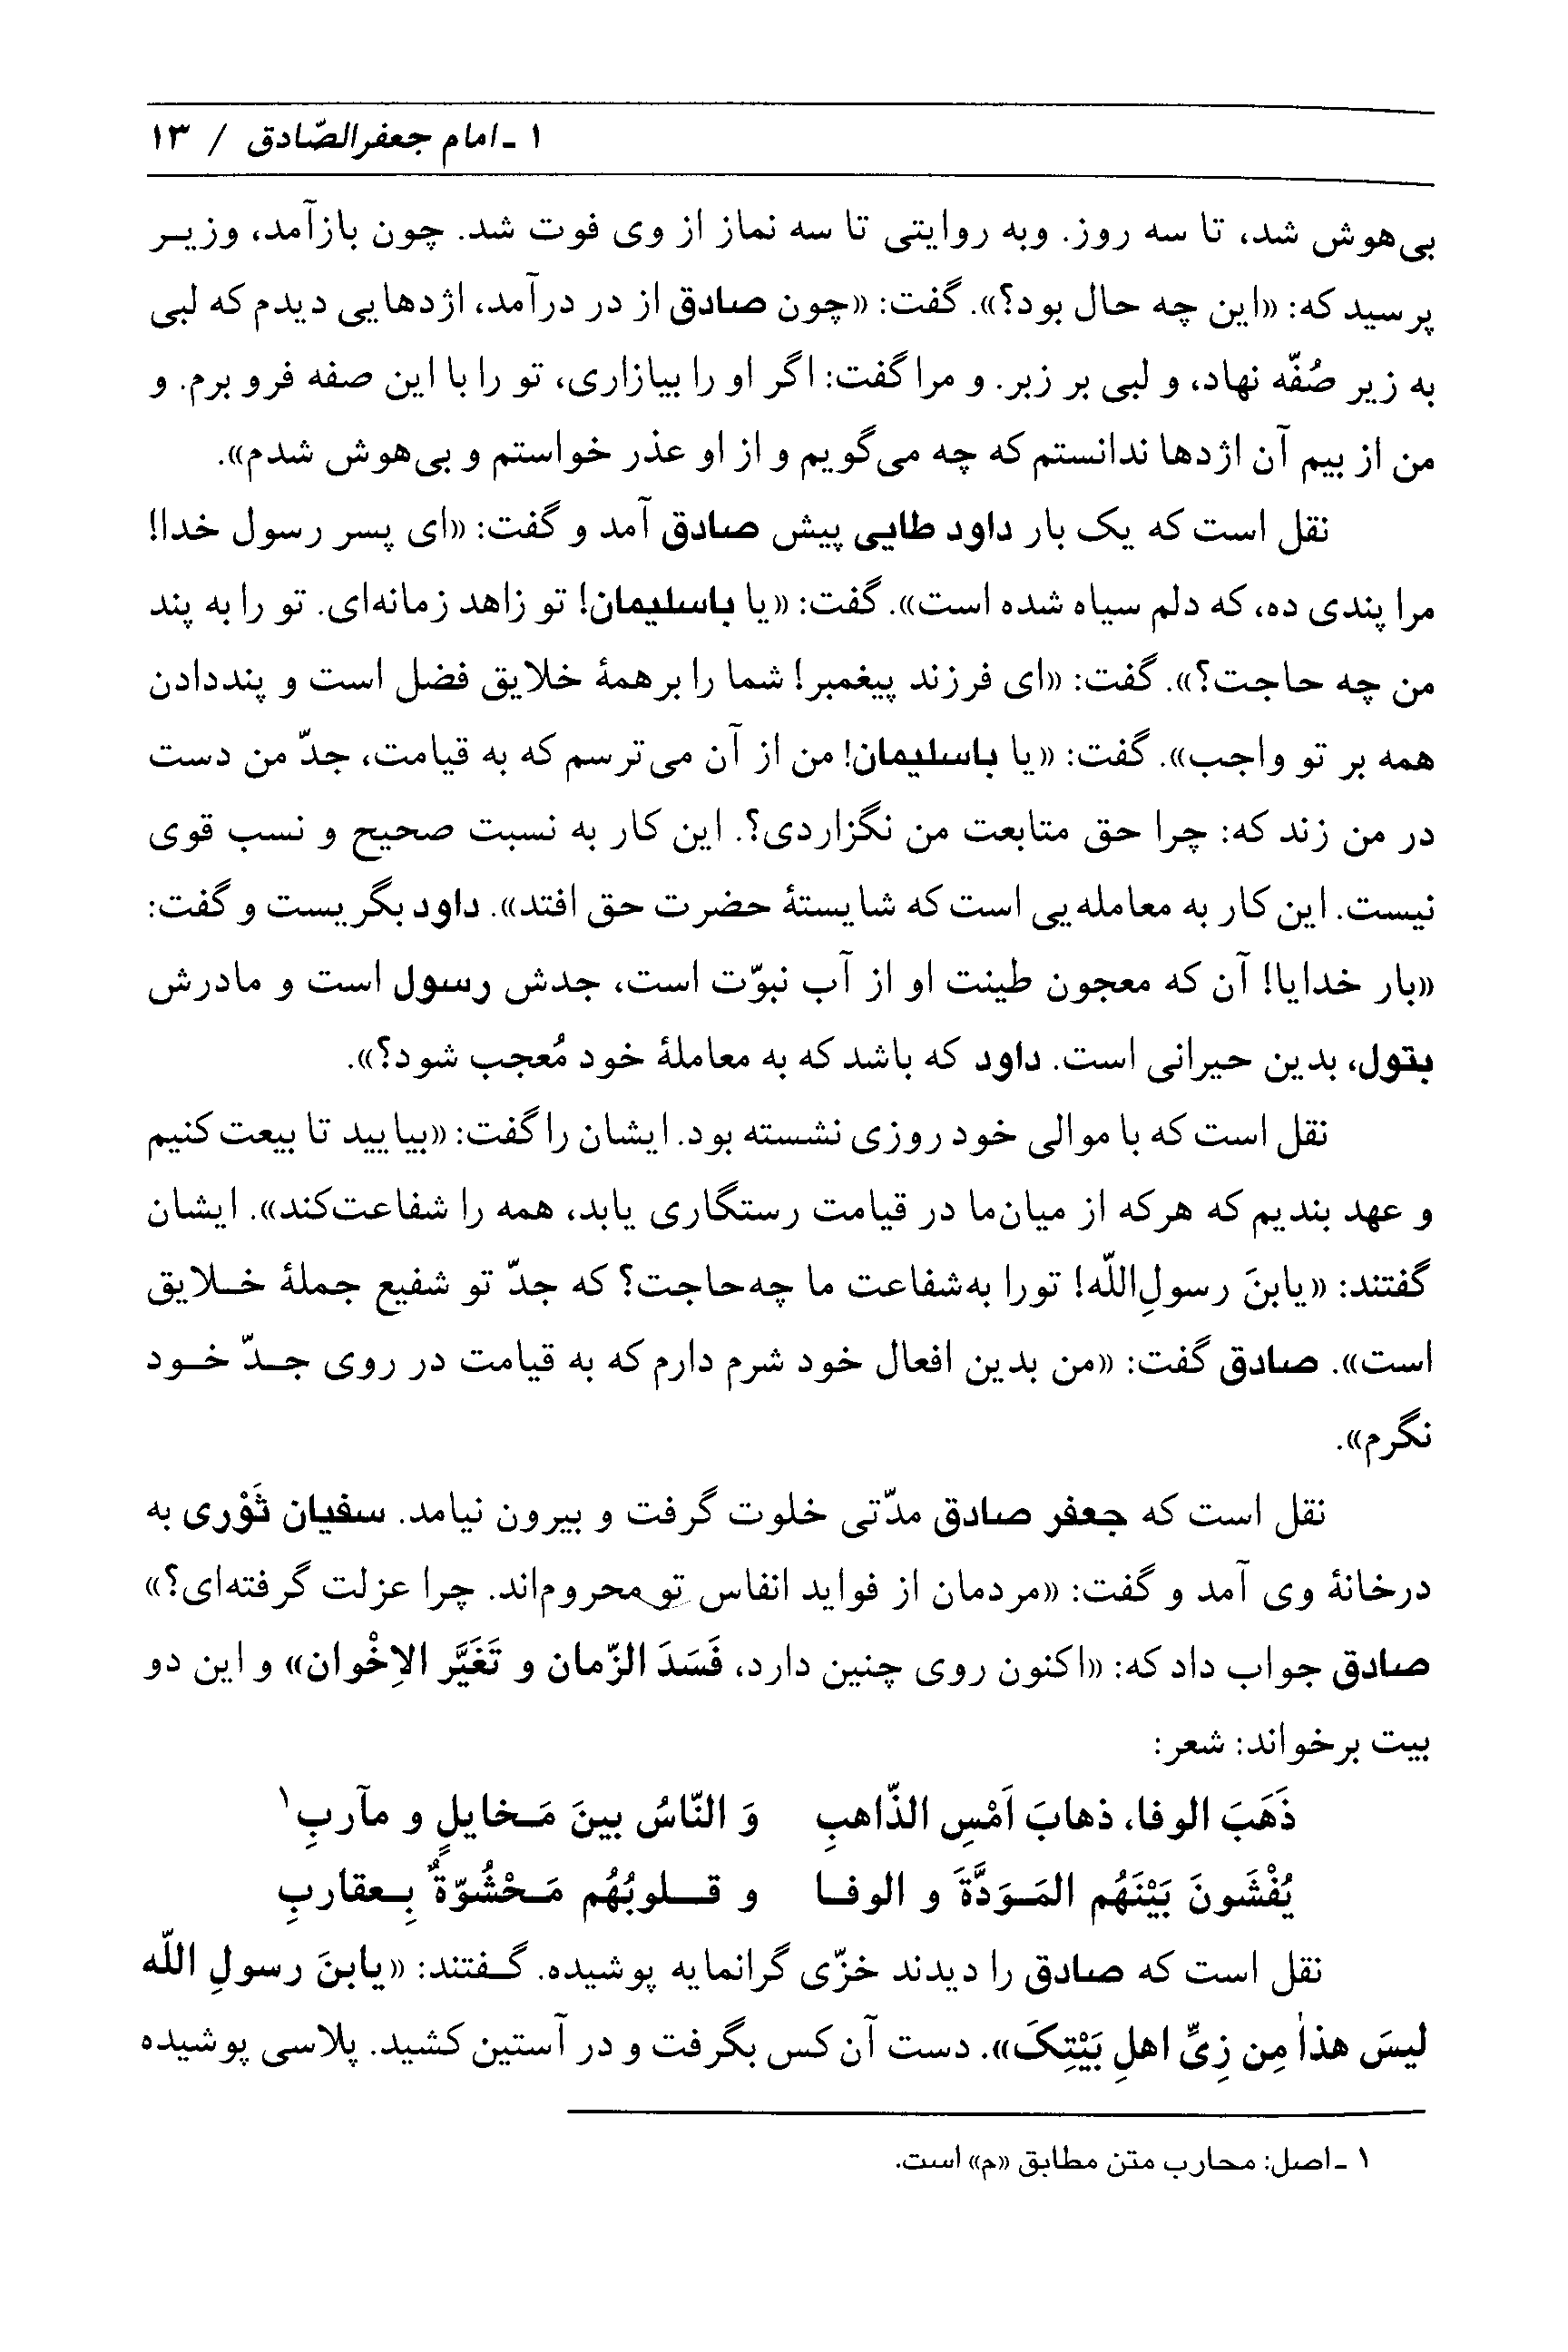 ۱ ـ امام جعفرالصّادق / ۱۳
بی‌هوش شد، تا سه روز. وبه روایتی تا سه نماز از وی فوت شد. چون بازآمد، وزیر
پرسید که: «این چه حال بود؟». گفت: «چون صادق از در درآمد، اژدهایی دیدم که لبی
به زیر صُفّه نهاد، و لبی بر زبر. و مرا گفت: اگر او را بیازاری، تو را با این صفه فرو برم. و
من از بیم آن اژدها ندانستم که چه می‌گویم و از او عذر خواستم و بی‌هوش شدم».
نقل است که یک بار داود طایی پیش صادق آمد و گفت: «ای پسر رسول خدا!
مرا پندی ده، که دلم سیاه شده است». گفت: «یا باسلیمان! تو زاهد زمانه‌ای. تو را به پند
من چه حاجت؟». گفت: «ای فرزند پیغمبر! شما را برهمهٔ خلایق فضل است و پنددادن
همه بر تو واجب». گفت: «یا باسلیمان! من از آن می‌ترسم که به قیامت، جدّ من دست
در من زند که: چرا حق متابعت من نگزاردی؟. این کار به نسبت صحیح و نسب قوی
نیست. این کار به معامله‌یی است که شایستهٔ حضرت حق افتد». داود بگریست و گفت:
«بار خدایا! آن که معجون طینت او از آب نبوّت است، جدش رسول است و مادرش
بتول، بدین حیرانی است. داود که باشد که به معاملهٔ خود مُعجب شود؟».
نقل است که با موالی خود روزی نشسته بود. ایشان را گفت: «بیایید تا بیعت کنیم
و عهد بندیم که هرکه از میان‌ما در قیامت رستگاری یابد، همه را شفاعت‌کند». ایشان
گفتند: «یابنَ رسولِ‌اللّه! تورا به‌شفاعت ما چه‌حاجت؟ که جدّ تو شفیع جملهٔ خلایق
است». صادق گفت: «من بدین افعال خود شرم دارم که به قیامت در روی جدّ خود
نگرم».
نقل است که جعفر صادق مدّتی خلوت گرفت و بیرون نیامد. سفیان ثَوْری به
درخانهٔ وی آمد و گفت: «مردمان از فواید انفاس تو محروم‌اند. چرا عزلت گرفته‌ای؟»
صادق جواب داد که: «اکنون روی چنین دارد، فَسَدَ الزّمان و تَغَیَّر الاِخْوان» و این دو
بیت برخواند: شعر:
ذَهَبَ الوفا، ذهابَ اَمْسِ الذّاهبِ وَ النّاسُ بینَ مَخایلٍ و مآربِ۱
یُفْشَونَ بَیْنَهُم المَوَدَّةَ و الوفا و قلوبُهُم مَحْشُوّةٌ بِعقاربِ
نقل است که صادق را دیدند خزّی گرانمایه پوشیده. گفتند: «یابنَ رسولِ اللّه
لیسَ هذاٰ مِن زِیِّ اهلِ بَیْتِکَ». دست آن کس بگرفت و در آستین کشید. پلاسی پوشیده
۱ ـ اصل: محارب متن مطابق «م» است.